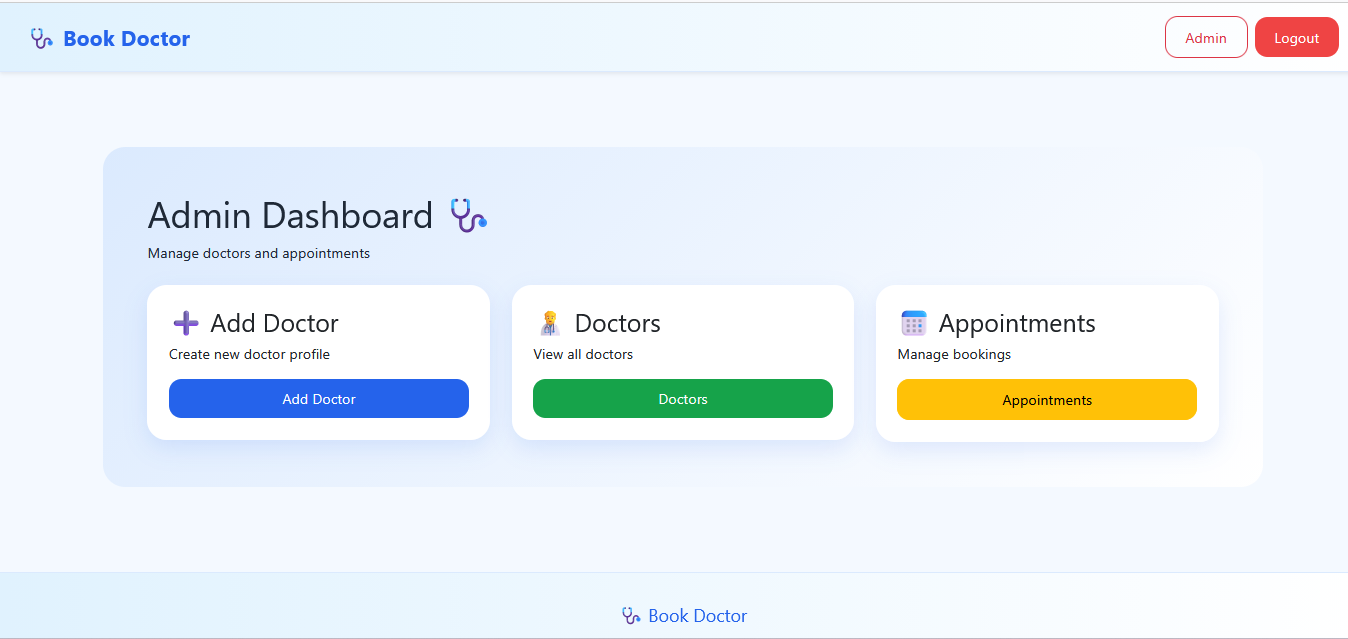 Book Doctor
Admin
Logout
Admin Dashboard
Manage doctors and appointments
Add Doctor
Create new doctor profile
Add Doctor
Doctors
View all doctors
Doctors
Appointments
Manage bookings
Appointments
Book Doctor